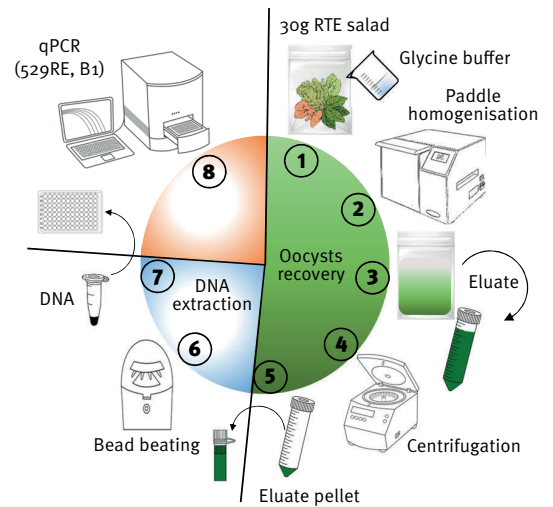 30g RTE salad
Glycine buffer
Paddle
homogenisation
qPCR
(529RE, B1)
1
2
3
4
5
6
7
8
Oocysts
recovery
Eluate
DNA
extraction
DNA
Bead beating
Centrifugation
Eluate pellet